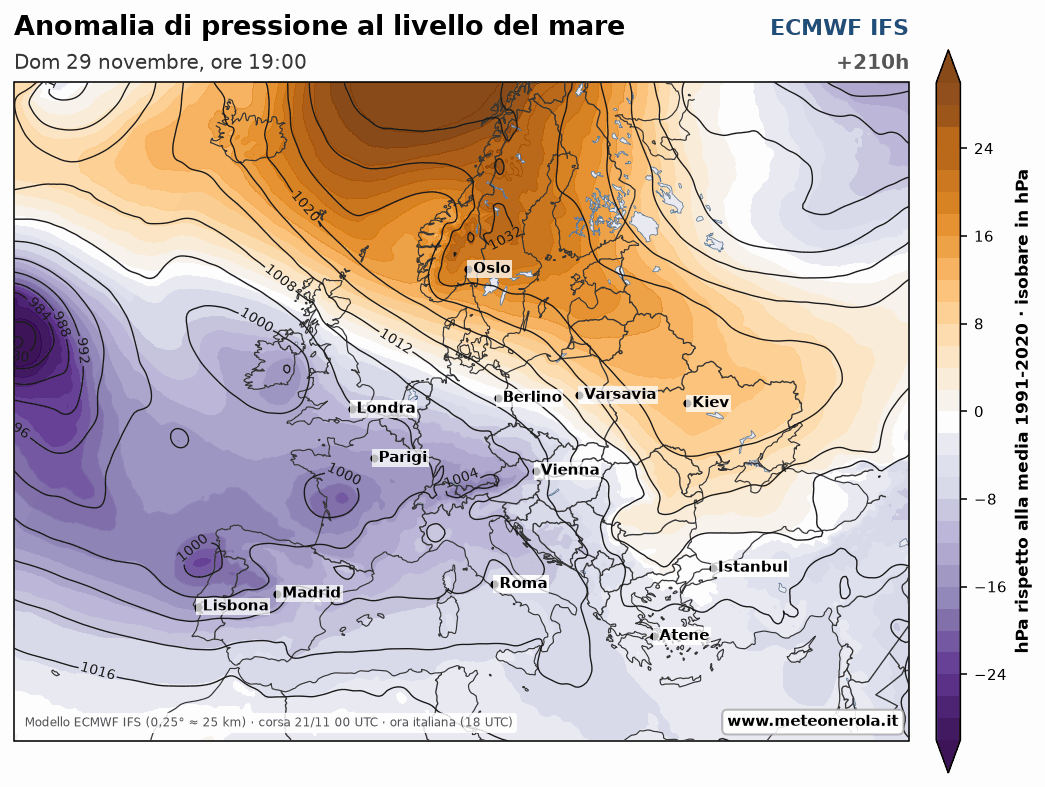 Anomalia di pressione al livello del mare
ECMWF IFS
Dom 29 novembre, ore 19:00
+210h
1020
1032
Oslo
1008
984
988
1000
992
1012
24
16
8
0
−8
−16
−24
hPa rispetto alla media 1991-2020 · isobare in hPa
Londra
Berlino
Varsavia
Kiev
96
Parigi
Vienna
1000
1004
1000
Madrid
Lisbona
Roma
Istanbul
Atene
1016
Modello ECMWF IFS (0,25° ≈ 25 km) · corsa 21/11 00 UTC · ora italiana (18 UTC)
www.meteonerola.it